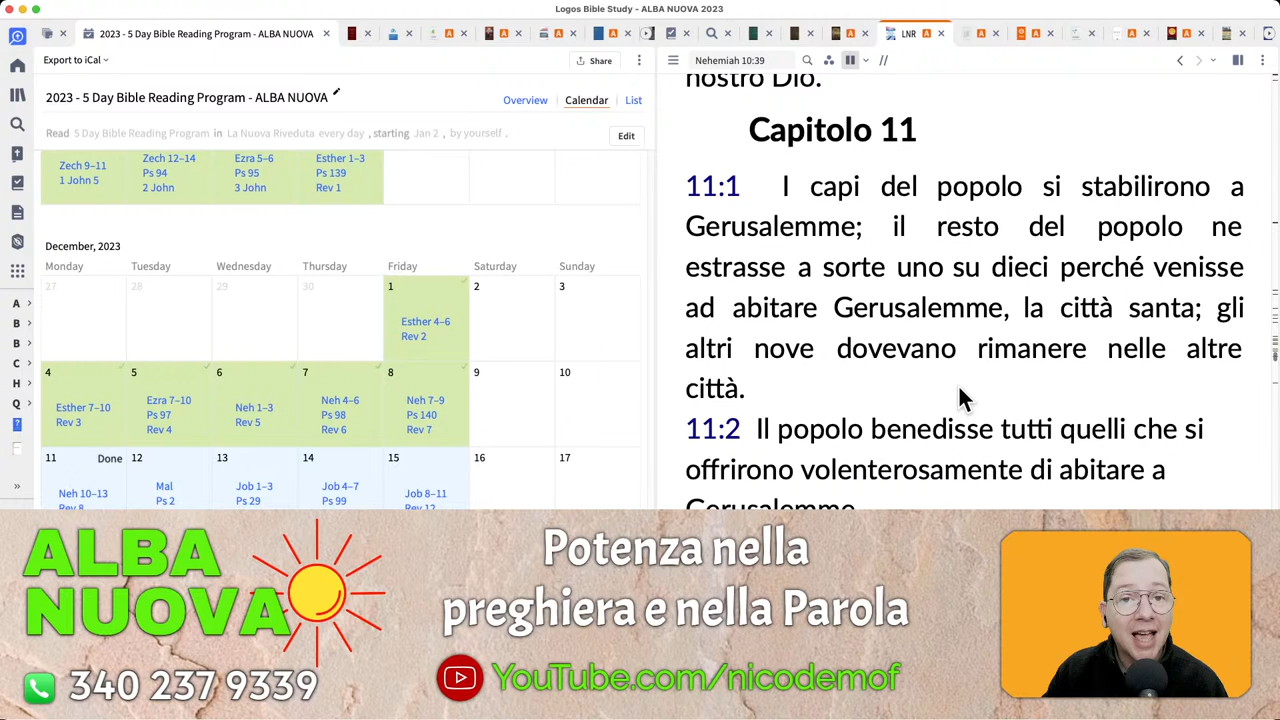 Logos Bible Study - ALBA NUOVA 2023
2023 - 5 Day Bible Reading Program - ALBA NUOVA
LNR
Export to iCal
Share
Nehemiah 10:39
2023 - 5 Day Bible Reading Program - ALBA NUOVA
Overview
Calendar
List
Read 5 Day Bible Reading Program in La Nuova Riveduta every day , starting Jan 2 , by yourself .
Edit
Zech 9–11
1 John 5
Zech 12–14
Ps 94
2 John
Ezra 5–6
Ps 95
3 John
Esther 1–3
Ps 139
Rev 1
December, 2023
Monday Tuesday Wednesday Thursday Friday Saturday Sunday
27 28 29 30 1 2 3
Esther 4–6
Rev 2
4 5 6 7 8 9 10
Esther 7–10
Rev 3
Ezra 7–10
Ps 97
Rev 4
Neh 1–3
Rev 5
Neh 4–6
Ps 98
Rev 6
Neh 7–9
Ps 140
Rev 7
11 Done 12 13 14 15 16 17
Neh 10–13
Rev 8
Mal
Ps 2
Job 1–3
Ps 29
Job 4–7
Ps 99
Job 8–11
Rev 12
A
B
B
C
H
Q
nostro Dio.
Capitolo 11
11:1 I capi del popolo si stabilirono a
Gerusalemme; il resto del popolo ne
estrasse a sorte uno su dieci perché venisse
ad abitare Gerusalemme, la città santa; gli
altri nove dovevano rimanere nelle altre
città.
11:2 Il popolo benedisse tutti quelli che si
offrirono volenterosamente di abitare a
Gerusalemme.
ALBA
NUOVA
340 237 9339
Potenza nella
preghiera e nella Parola
YouTube.com/nicodemof